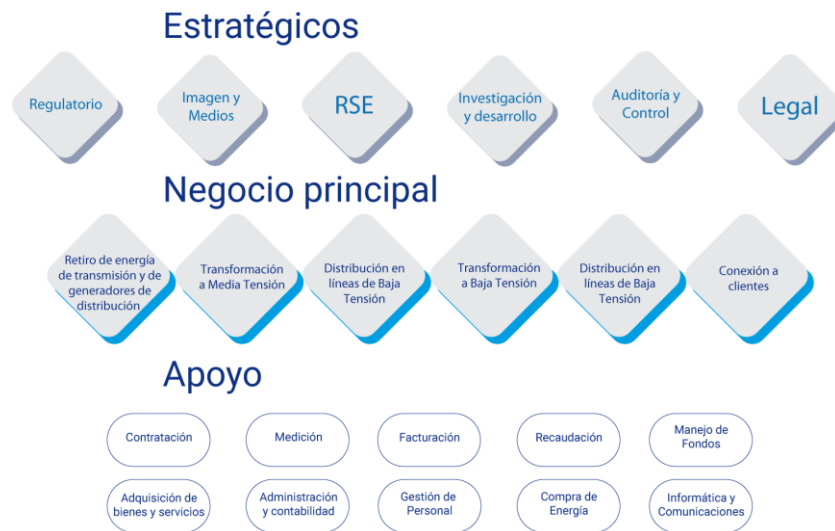 Estratégicos
Regulatorio
Imagen y
Medios
RSE
Investigación
y desarrollo
Auditoría y
Control
Legal
Negocio principal
Retiro de energía
de transmisión y de
generadores de
distribución
Transformación
a Media Tensión
Distribución en
líneas de Baja
Tensión
Transformación
a Baja Tensión
Distribución en
líneas de Baja
Tensión
Conexión a
clientes
Apoyo
Contratación
Medición
Facturación
Recaudación
Manejo de
Fondos
Adquisición de
bienes y servicios
Administración
y contabilidad
Gestión de
Personal
Compra de
Energía
Informática y
Comunicaciones